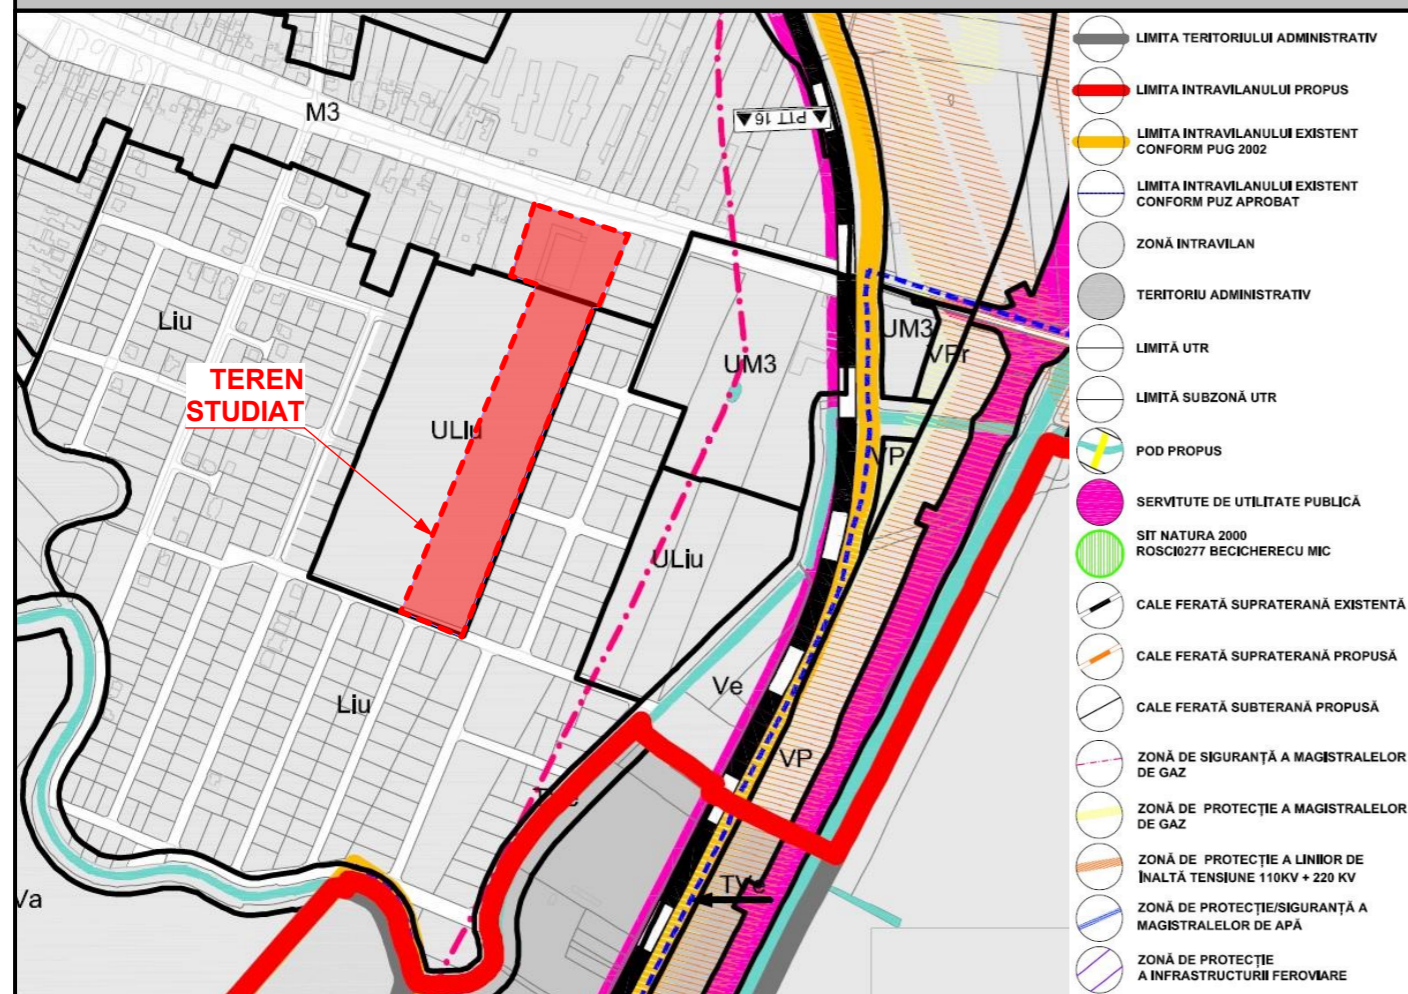 M3
PTT 16
Liu
TEREN
STUDIAT
ULiu
UM3
UM3
VPr
ULiu
Liu
Ve
VP
Va
LIMITA TERITORIULUI ADMINISTRATIV
LIMITA INTRAVILANULUI PROPUS
LIMITA INTRAVILANULUI EXISTENT
CONFORM PUG 2002
LIMITA INTRAVILANULUI EXISTENT
CONFORM PUZ APROBAT
ZONĂ INTRAVILAN
TERITORIU ADMINISTRATIV
LIMITĂ UTR
LIMITĂ SUBZONĂ UTR
POD PROPUS
SERVITUTE DE UTILITATE PUBLICĂ
SIT NATURA 2000
ROSCI0277 BECICHERECU MIC
CALE FERATĂ SUPRATERANĂ EXISTENTĂ
CALE FERATĂ SUPRATERANĂ PROPUSĂ
CALE FERATĂ SUBTERANĂ PROPUSĂ
ZONĂ DE SIGURANȚĂ A MAGISTRALELOR
DE GAZ
ZONĂ DE PROTECȚIE A MAGISTRALELOR
DE GAZ
ZONĂ DE PROTECȚIE A LINIILOR DE
ÎNALTĂ TENSIUNE 110KV + 220 KV
ZONĂ DE PROTECȚIE/SIGURANȚĂ A
MAGISTRALELOR DE APĂ
ZONĂ DE PROTECȚIE
A INFRASTRUCTURII FEROVIARE